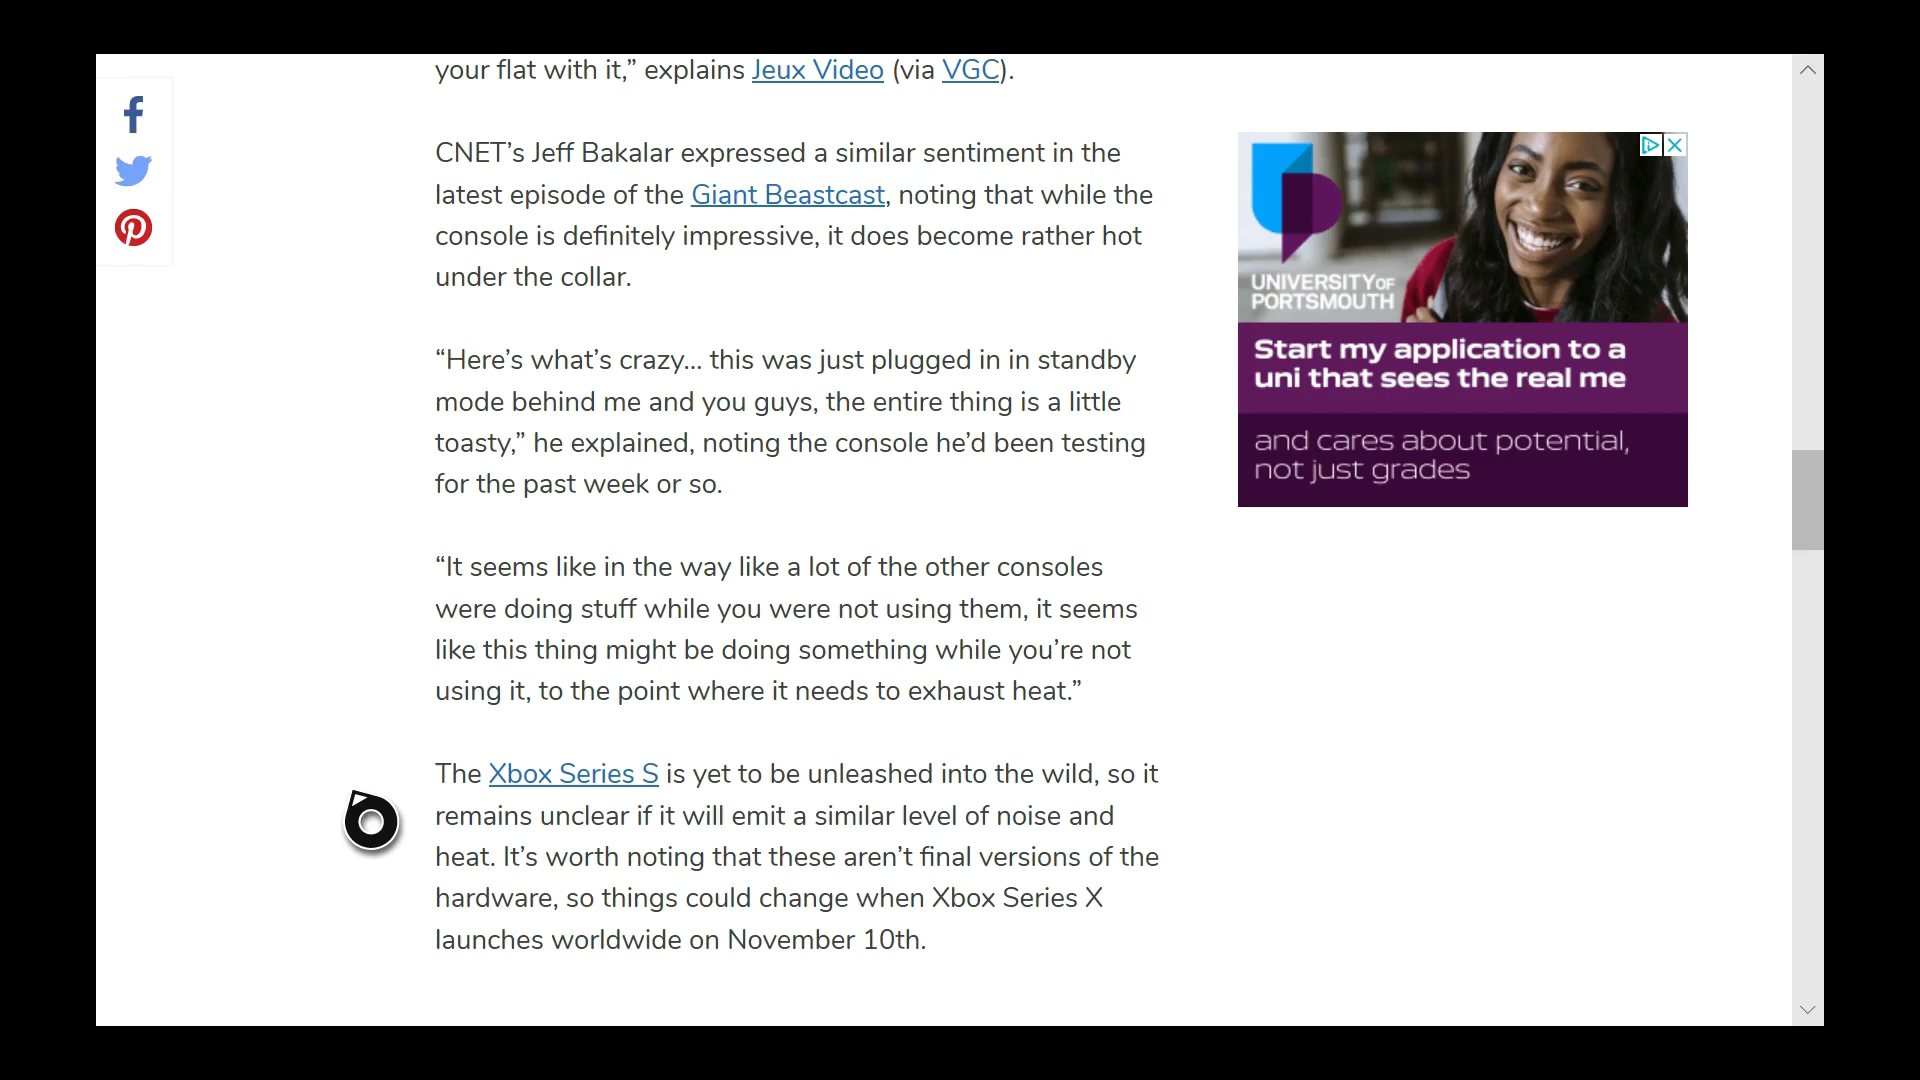 your flat with it,” explains Jeux Video (via VGC).
CNET’s Jeff Bakalar expressed a similar sentiment in the
latest episode of the Giant Beastcast, noting that while the
console is definitely impressive, it does become rather hot
under the collar.
“Here’s what’s crazy… this was just plugged in in standby
mode behind me and you guys, the entire thing is a little
toasty,” he explained, noting the console he’d been testing
for the past week or so.
“It seems like in the way like a lot of the other consoles
were doing stuff while you were not using them, it seems
like this thing might be doing something while you’re not
using it, to the point where it needs to exhaust heat.”
The Xbox Series S is yet to be unleashed into the wild, so it
remains unclear if it will emit a similar level of noise and
heat. It’s worth noting that these aren’t final versions of the
hardware, so things could change when Xbox Series X
launches worldwide on November 10th.
UNIVERSITY OF
PORTSMOUTH
Start my application to a
uni that sees the real me
and cares about potential,
not just grades